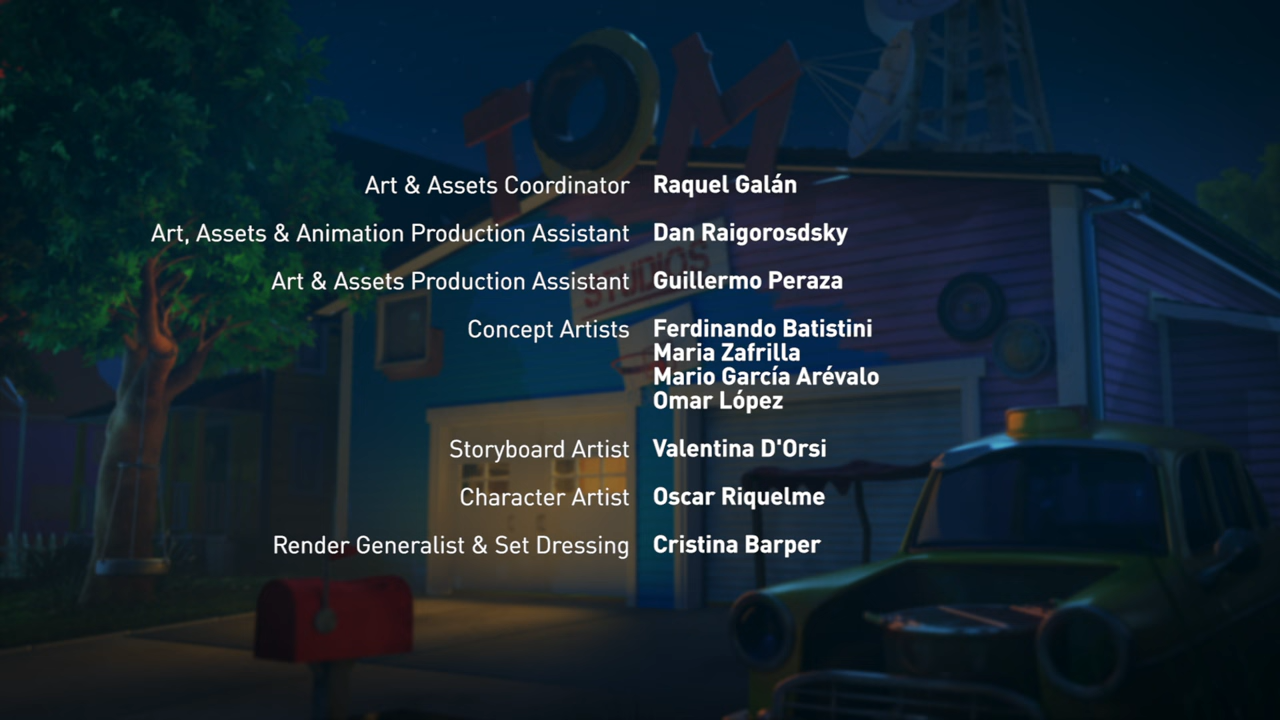 TOM
STUDIOS
Art & Assets Coordinator Raquel Galán
Art, Assets & Animation Production Assistant Dan Raigorosdsky
Art & Assets Production Assistant Guillermo Peraza
Concept Artists Ferdinando Batistini
Maria Zafrilla
Mario García Arévalo
Omar López
Storyboard Artist Valentina D'Orsi
Character Artist Oscar Riquelme
Render Generalist & Set Dressing Cristina Barper